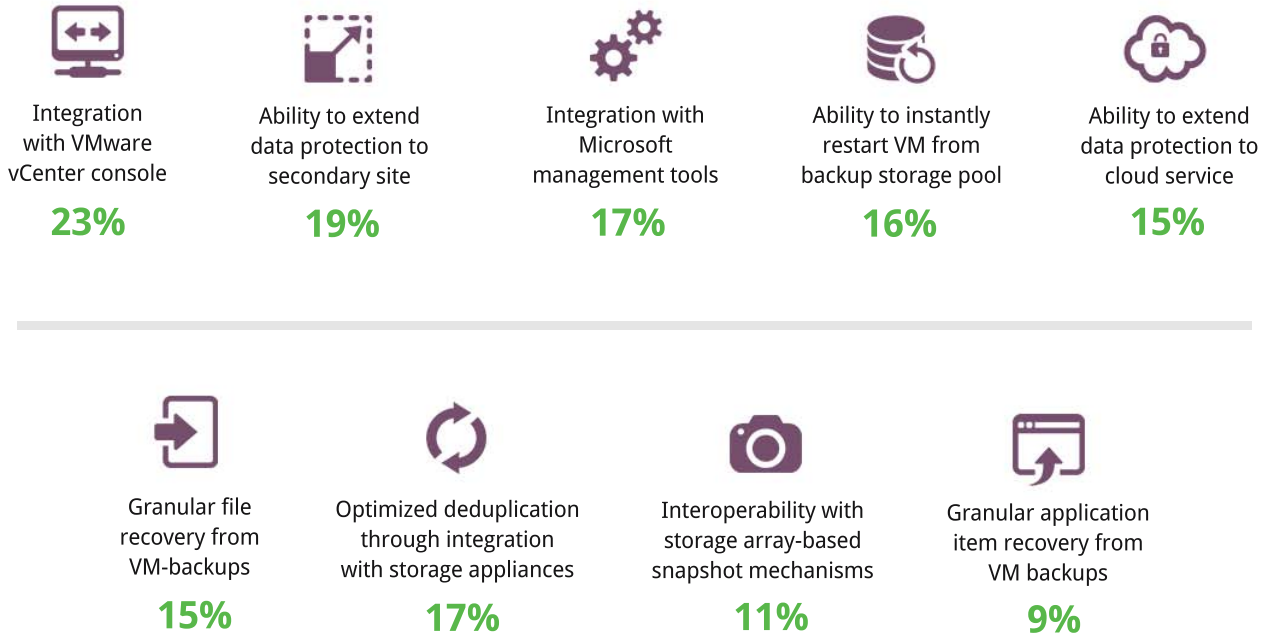 Integration
with VMware
vCenter console
23%
Ability to extend
data protection to
secondary site
19%
Integration with
Microsoft
management tools
17%
Ability to instantly
restart VM from
backup storage pool
16%
Ability to extend
data protection to
cloud service
15%
Granular file
recovery from
VM-backups
15%
Optimized deduplication
through integration
with storage appliances
17%
Interoperability with
storage array-based
snapshot mechanisms
11%
Granular application
item recovery from
VM backups
9%